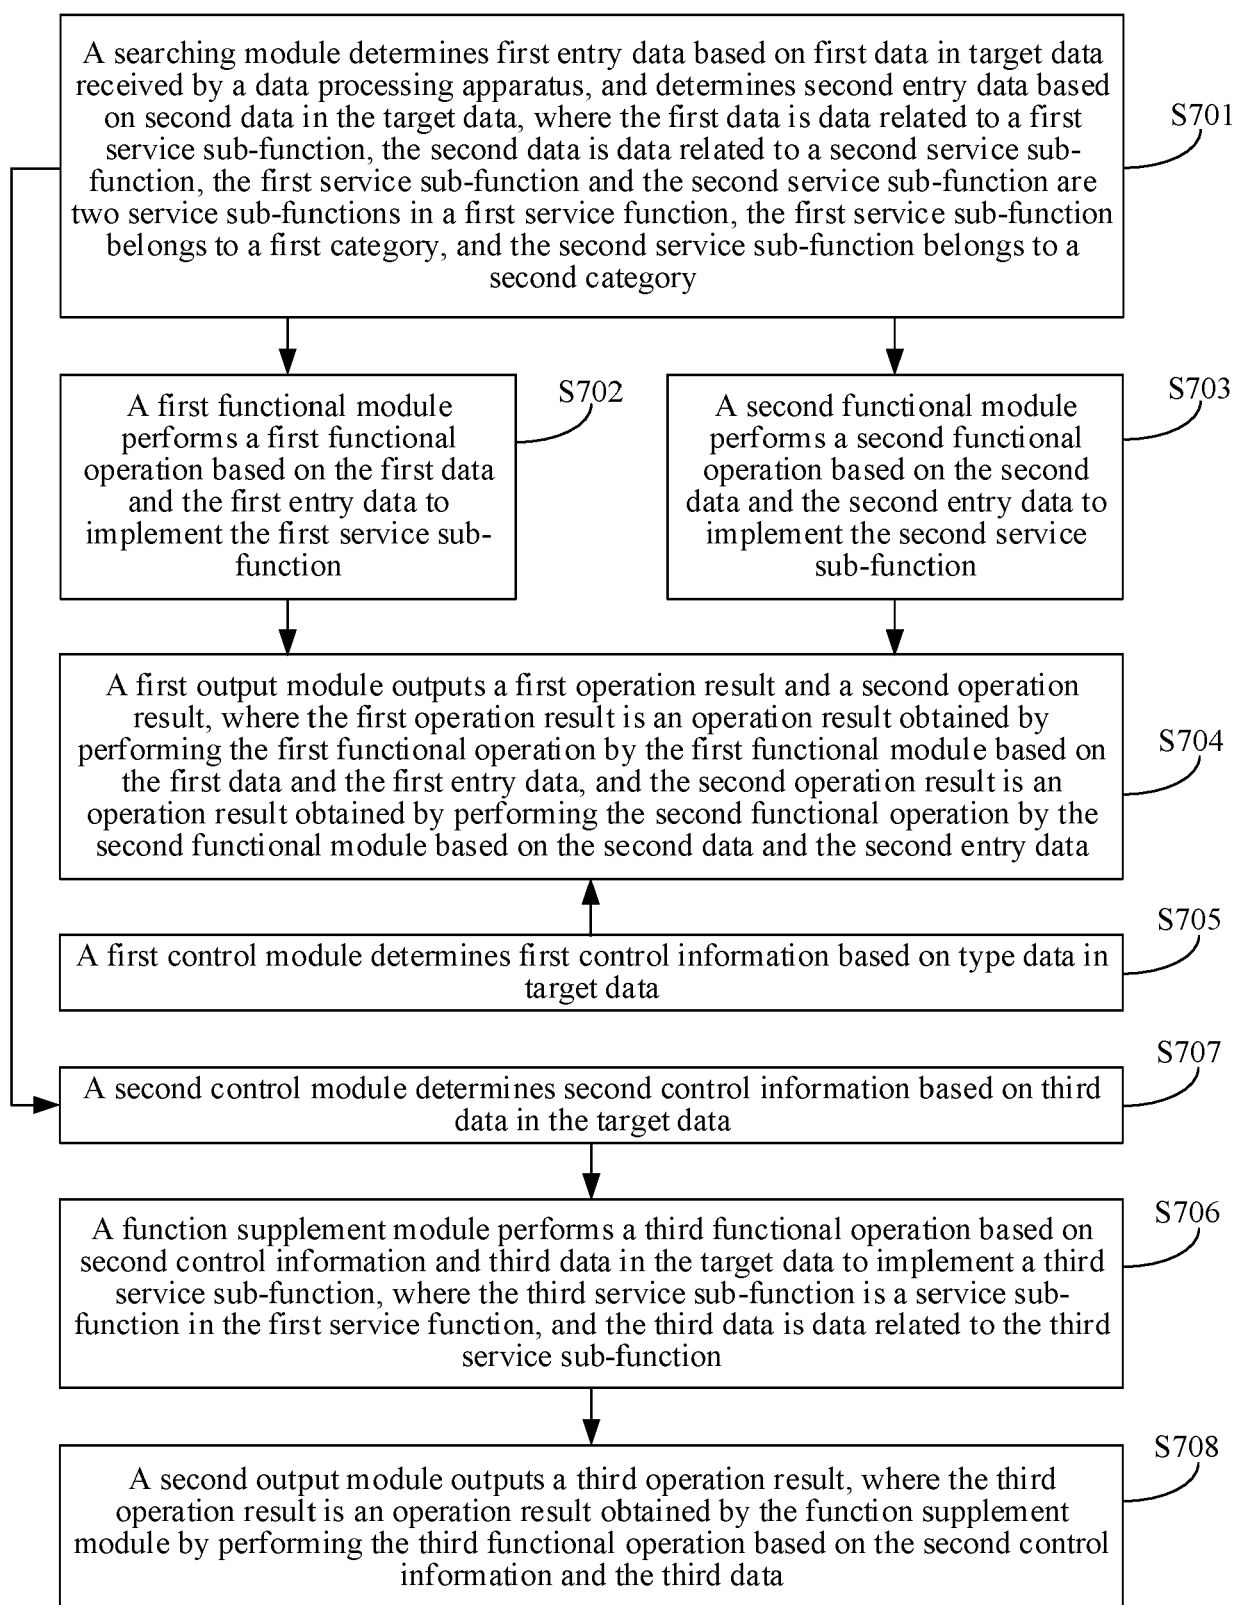 A searching module determines first entry data based on first data in target data
received by a data processing apparatus, and determines second entry data based
on second data in the target data, where the first data is data related to a first
service sub-function, the second data is data related to a second service sub-
function, the first service sub-function and the second service sub-function are
two service sub-functions in a first service function, the first service sub-function
belongs to a first category, and the second service sub-function belongs to a
second category
S701
A first functional module
performs a first functional
operation based on the first data
and the first entry data to
implement the first service sub-
function
S702
A second functional module
performs a second functional
operation based on the second
data and the second entry data to
implement the second service
sub-function
S703
A first output module outputs a first operation result and a second operation
result, where the first operation result is an operation result obtained by
performing the first functional operation by the first functional module based on
the first data and the first entry data, and the second operation result is an
operation result obtained by performing the second functional operation by the
second functional module based on the second data and the second entry data
S704
A first control module determines first control information based on type data in
target data
S705
A second control module determines second control information based on third
data in the target data
S707
A function supplement module performs a third functional operation based on
second control information and third data in the target data to implement a third
service sub-function, where the third service sub-function is a service sub-
function in the first service function, and the third data is data related to the third
service sub-function
S706
A second output module outputs a third operation result, where the third
operation result is an operation result obtained by the function supplement
module by performing the third functional operation based on the second control
information and the third data
S708